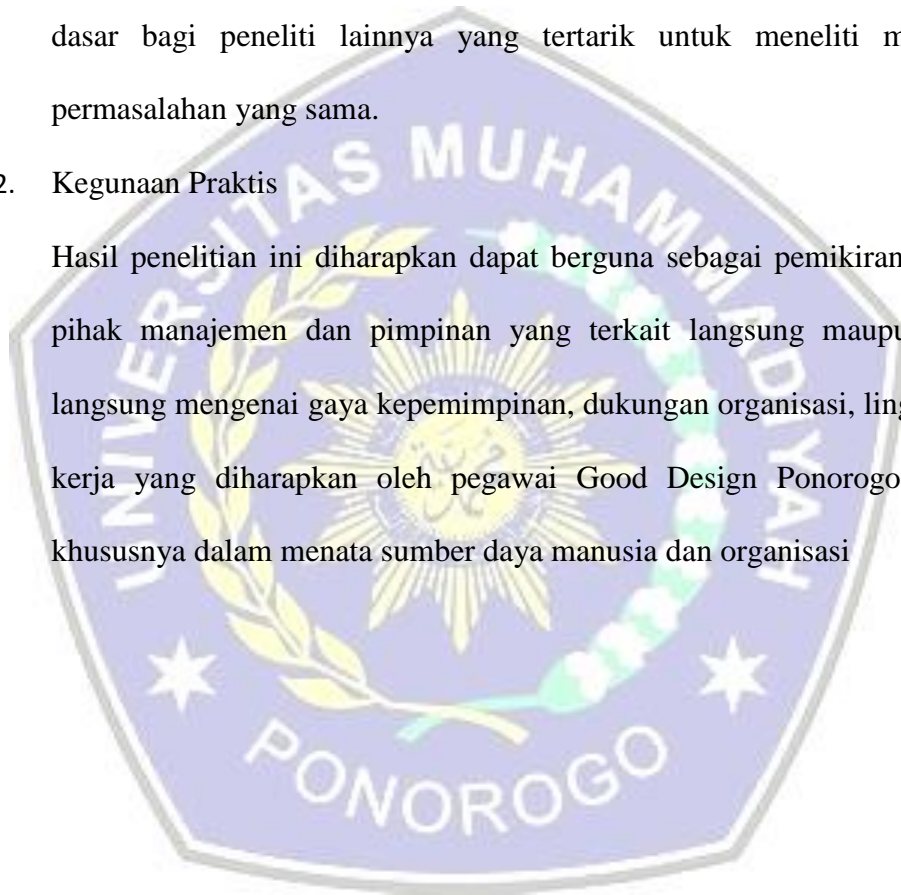 dasar bagi peneliti lainnya yang tertarik untuk meneliti
permasalahan yang sama.
2. Kegunaan Praktis
Hasil penelitian ini diharapkan dapat berguna sebagai pemikiran
pihak manajemen dan pimpinan yang terkait langsung
langsung mengenai gaya kepemimpinan, dukungan organisasi,
kerja yang diharapkan oleh pegawai Good Design Ponorogo
khususnya dalam menata sumber daya manusia dan organisasi
UNIVERSITAS MUHAMMADIYAH
PONOROGO